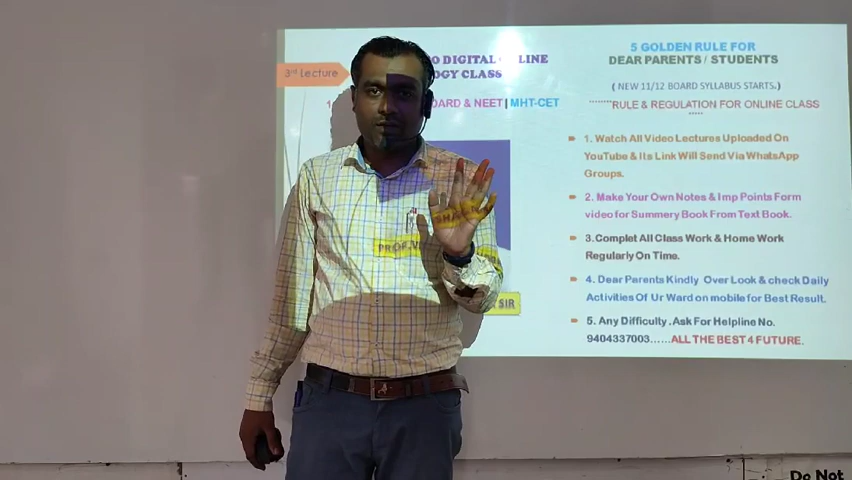 3rd Lecture
O DIGITAL ONLINE
OGY CLASS
OARD & NEET | MHT-CET
PROF.V
SIR
5 GOLDEN RULE FOR
DEAR PARENTS / STUDENTS
( NEW 11/12 BOARD SYLLABUS STARTS.)
RULE & REGULATION FOR ONLINE CLASS
1. Watch All Video Lectures Uploaded On
YouTube & Its Link Will Send Via WhatsApp
Groups.
2. Make Your Own Notes & Imp Points Form
video for Summery Book From Text Book.
3.Complet All Class Work & Home Work
Regularly On Time.
4. Dear Parents Kindly Over Look & check Daily
Activities Of Ur Ward on mobile for Best Result.
5. Any Difficulty .Ask For Helpline No.
9404337003......ALL THE BEST 4 FUTURE.
Do Not